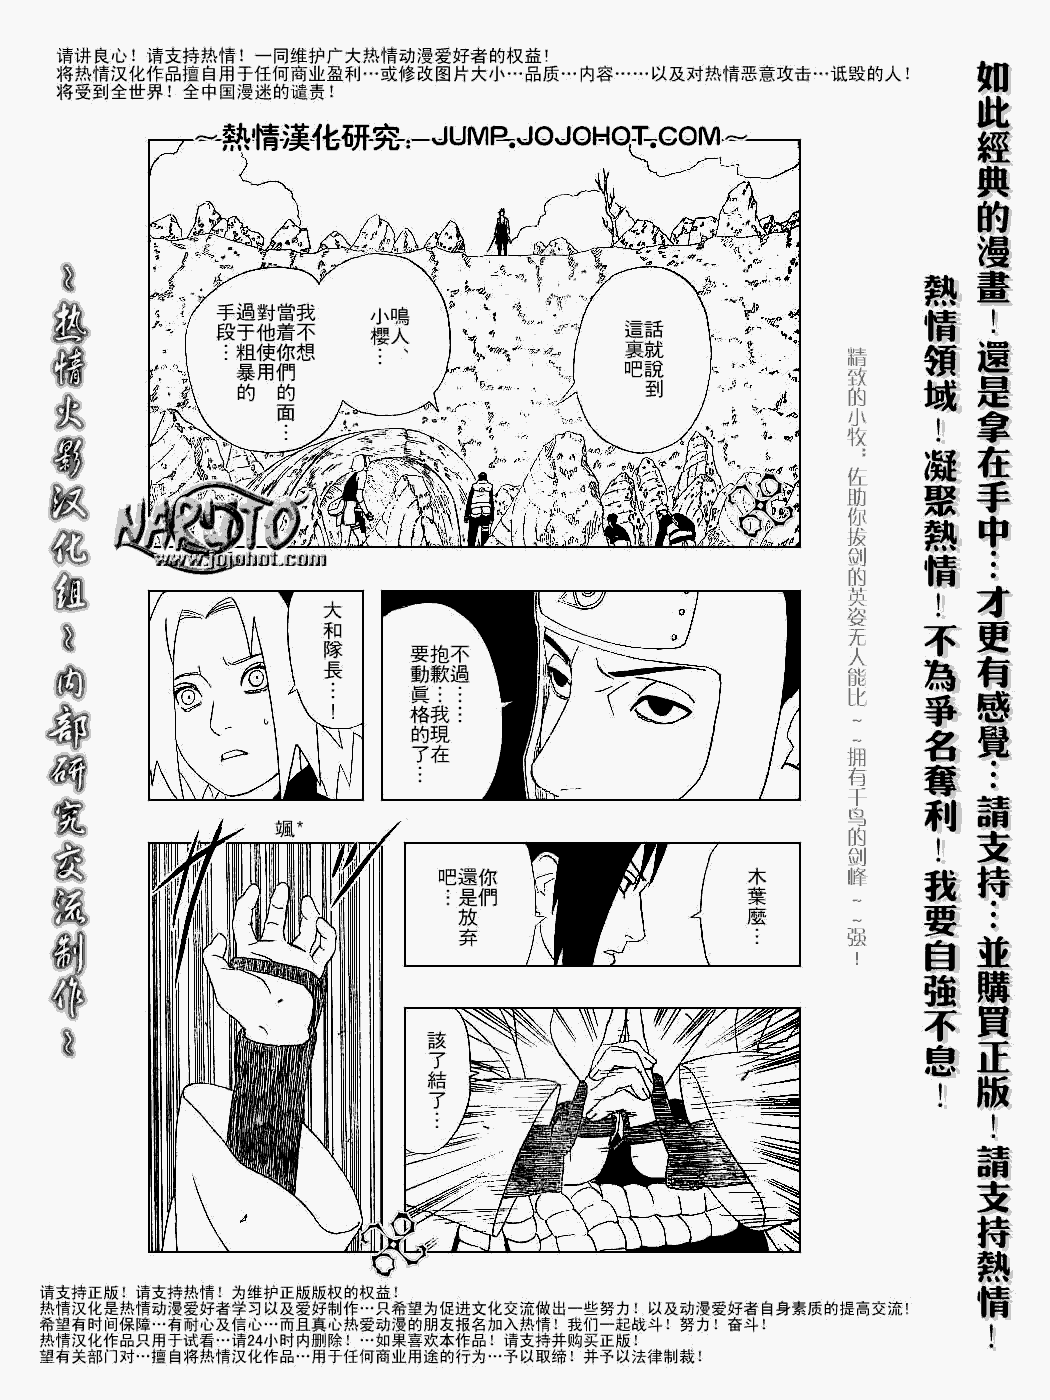 请讲良心！请支持热情！一同维护广大热情动漫爱好者的权益！
将热情汉化作品擅自用于任何商业盈利…或修改图片大小…品质…内容……以及对热情恶意攻击…诋毁的人！
将受到全世界！全中国漫迷的谴责！
～熱情漢化研究：—JUMP.JOJOHOT.COM～
如此經典的漫畫！還是拿在手中…才更有感覺…請支持…並購買正版！請支持熱情！
熱情領域！凝聚熱情！不為爭名奪利！我要自強不息！
精致的小牧：佐助你拔剑的英姿无人能比～～拥有千鸟的剑峰～～强！
話就說到
這裏吧
鳴人、
小櫻…
我不想
當着你們的面…
對他使用
過于粗暴的
手段…
NARUTO
www.jojohot.com
不過……
抱歉…我現在
要動眞格的了…
大和隊長…！
木葉麼…
你們
還是放弃
吧…
颯*
該了結了…
～热情火影汉化组～内部研究交流制作～
请支持正版！请支持热情！为维护正版版权的权益！
热情汉化是热情动漫爱好者学习以及爱好制作…只希望为促进文化交流做出一些努力！以及动漫爱好者自身素质的提高交流！
希望有时间保障…有耐心及信心…而且真心热爱动漫的朋友报名加入热情！我们一起战斗！努力！奋斗！
热情汉化作品只用于试看…请24小时内删除！…如果喜欢本作品！请支持并购买正版！
望有关部门对…擅自将热情汉化作品…用于任何商业用途的行为…予以取缔！并予以法律制裁！